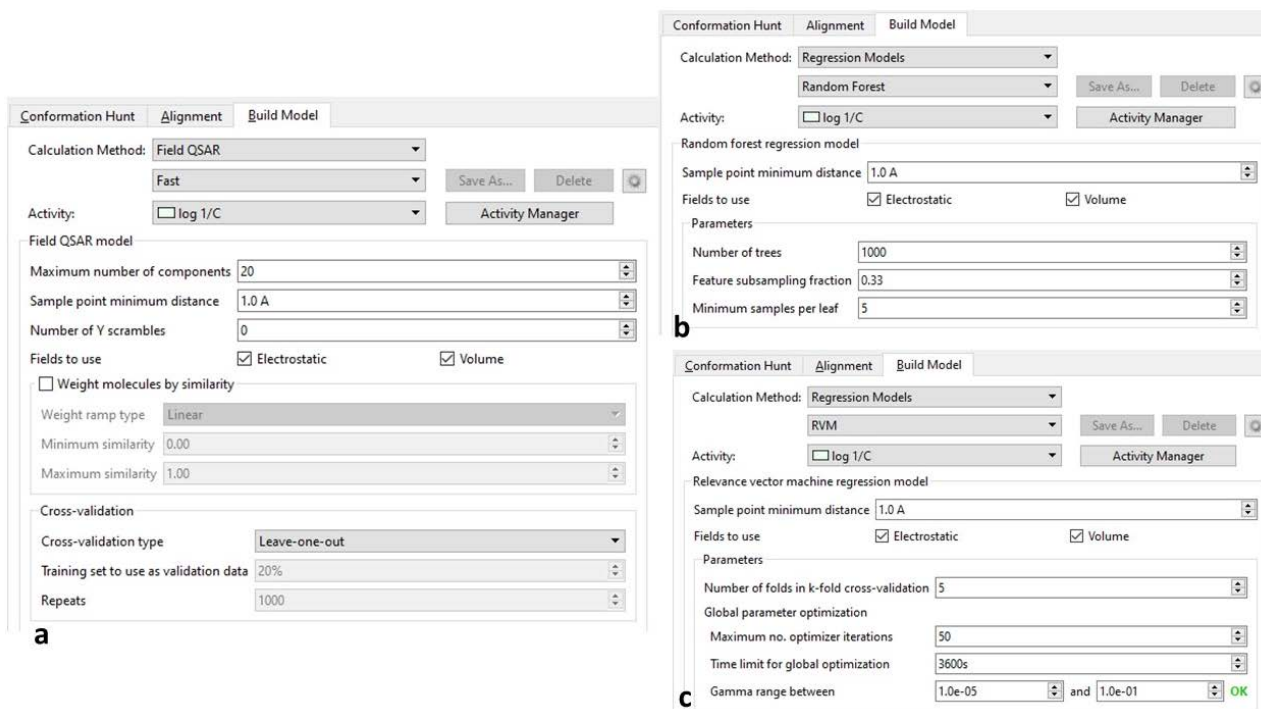 Conformation Hunt Alignment Build Model
Calculation Method: Field QSAR
Fast Save As... Delete
Activity: log 1/C Activity Manager
Field QSAR model
Maximum number of components 20
Sample point minimum distance 1.0 A
Number of Y scrambles 0
Fields to use Electrostatic Volume
Weight molecules by similarity
Weight ramp type Linear
Minimum similarity 0.00
Maximum similarity 1.00
Cross-validation
Cross-validation type Leave-one-out
Training set to use as validation data 20%
Repeats 1000
a
Conformation Hunt Alignment Build Model
Calculation Method: Regression Models
Random Forest Save As... Delete
Activity: log 1/C Activity Manager
Random forest regression model
Sample point minimum distance 1.0 A
Fields to use Electrostatic Volume
Parameters
Number of trees 1000
Feature subsampling fraction 0.33
Minimum samples per leaf 5
b
Conformation Hunt Alignment Build Model
Calculation Method: Regression Models
RVM Save As... Delete
Activity: log 1/C Activity Manager
Relevance vector machine regression model
Sample point minimum distance 1.0 A
Fields to use Electrostatic Volume
Parameters
Number of folds in k-fold cross-validation 5
Global parameter optimization
Maximum no. optimizer iterations 50
Time limit for global optimization 3600s
Gamma range between 1.0e-05 and 1.0e-01 OK
c